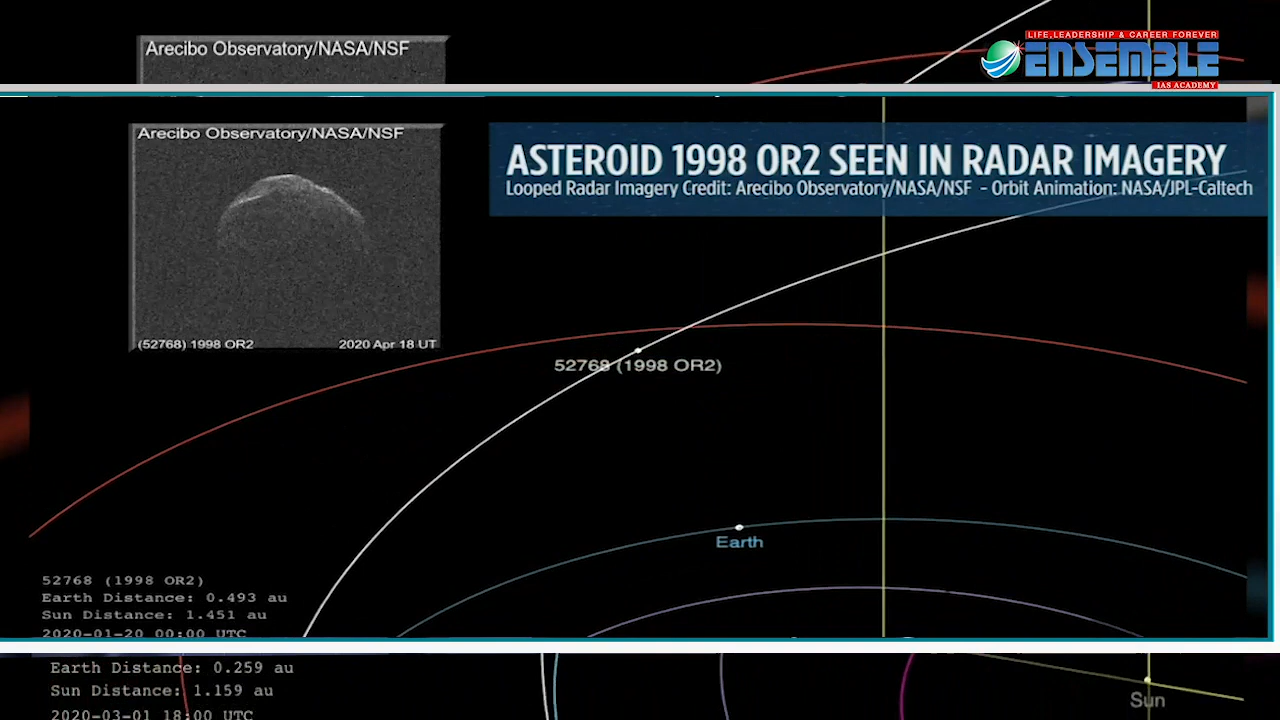 Arecibo Observatory/NASA/NSF
LIFE,LEADERSHIP & CAREER FOREVER
ENSEMBLE
IAS ACADEMY
Arecibo Observatory/NASA/NSF
ASTEROID 1998 OR2 SEEN IN RADAR IMAGERY
Looped Radar Imagery Credit: Arecibo Observatory/NASA/NSF - Orbit Animation: NASA/JPL-Caltech
(52768) 1998 OR2
2020 Apr 18 UT
52768 (1998 OR2)
Earth
52768 (1998 OR2)
Earth Distance: 0.493 au
Sun Distance: 1.451 au
2020-01-20 00:00 UTC
Earth Distance: 0.259 au
Sun Distance: 1.159 au
2020-03-01 18:00 UTC
Sun